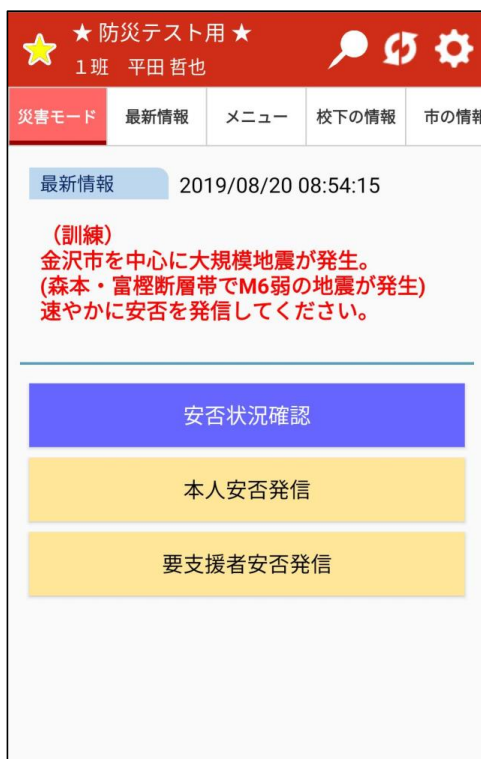 ★ 防災テスト用 ★
1班 平田 哲也
災害モード 最新情報 メニュー 校下の情報 市の情報
最新情報 2019/08/20 08:54:15
（訓練）
金沢市を中心に大規模地震が発生。
(森本・富樫断層帯でM6弱の地震が発生)
速やかに安否を発信してください。
安否状況確認
本人安否発信
要支援者安否発信